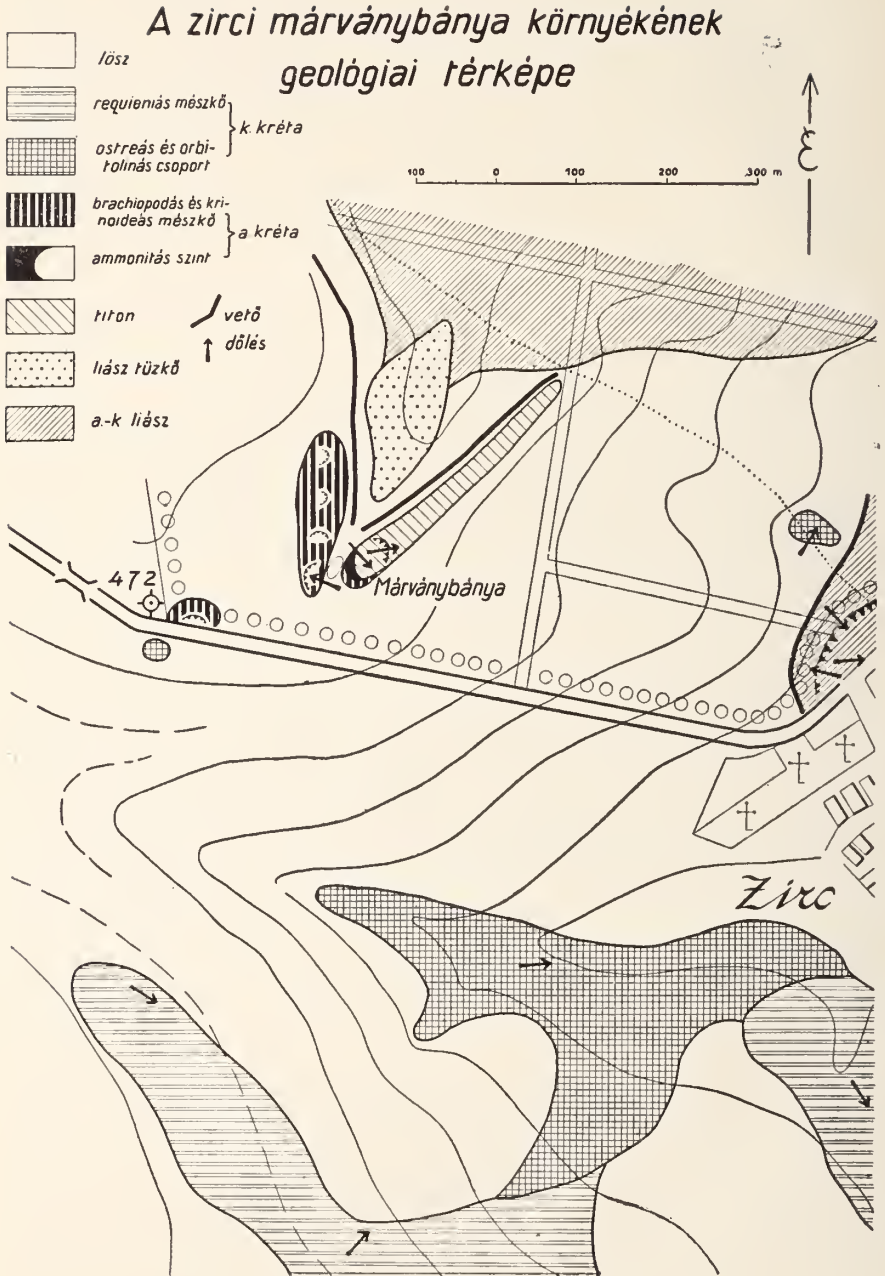 A zirci márványbánya környékének
geológiai térképe
lösz
requieniás mészkő
ostreás és orbi-
tolinás csoport
k. kréta
brachiopodás és kri-
noideás mészkő
ammonitás szint
a. kréta
titon
vető
dőlés
liász tűzkő
a.-k liász
100 0 100 200 300 m
É
472
Márványbánya
Zirc